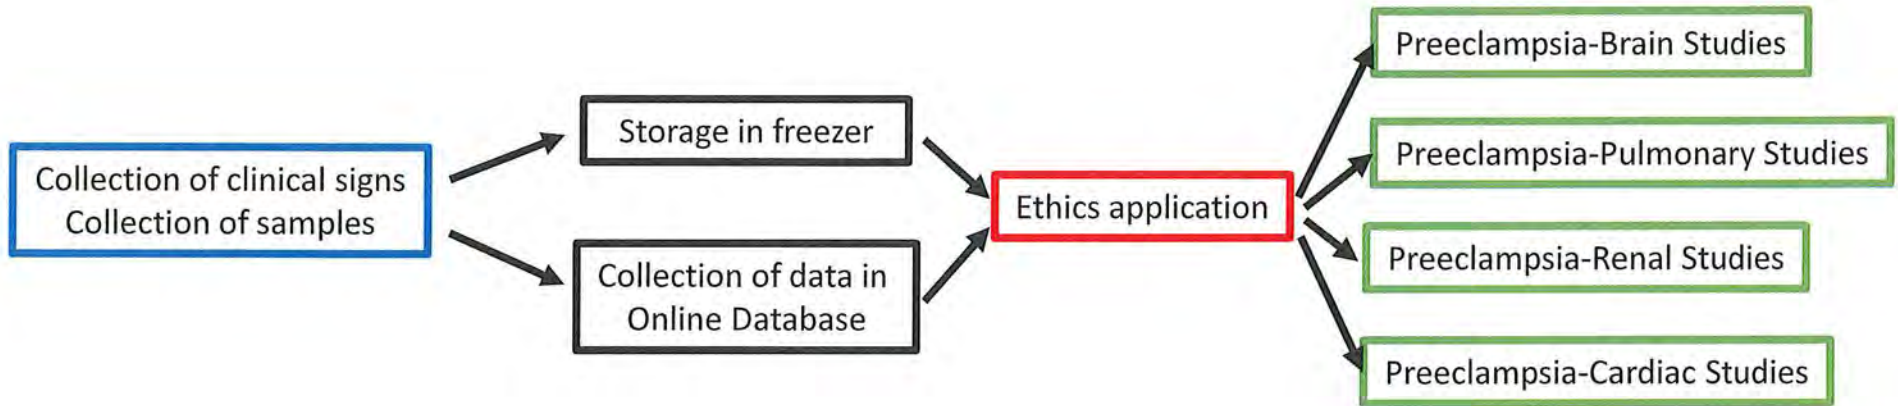 Collection of clinical signs
Collection of samples
Storage in freezer
Collection of data in
Online Database
Ethics application
Preeclampsia-Brain Studies
Preeclampsia-Pulmonary Studies
Preeclampsia-Renal Studies
Preeclampsia-Cardiac Studies